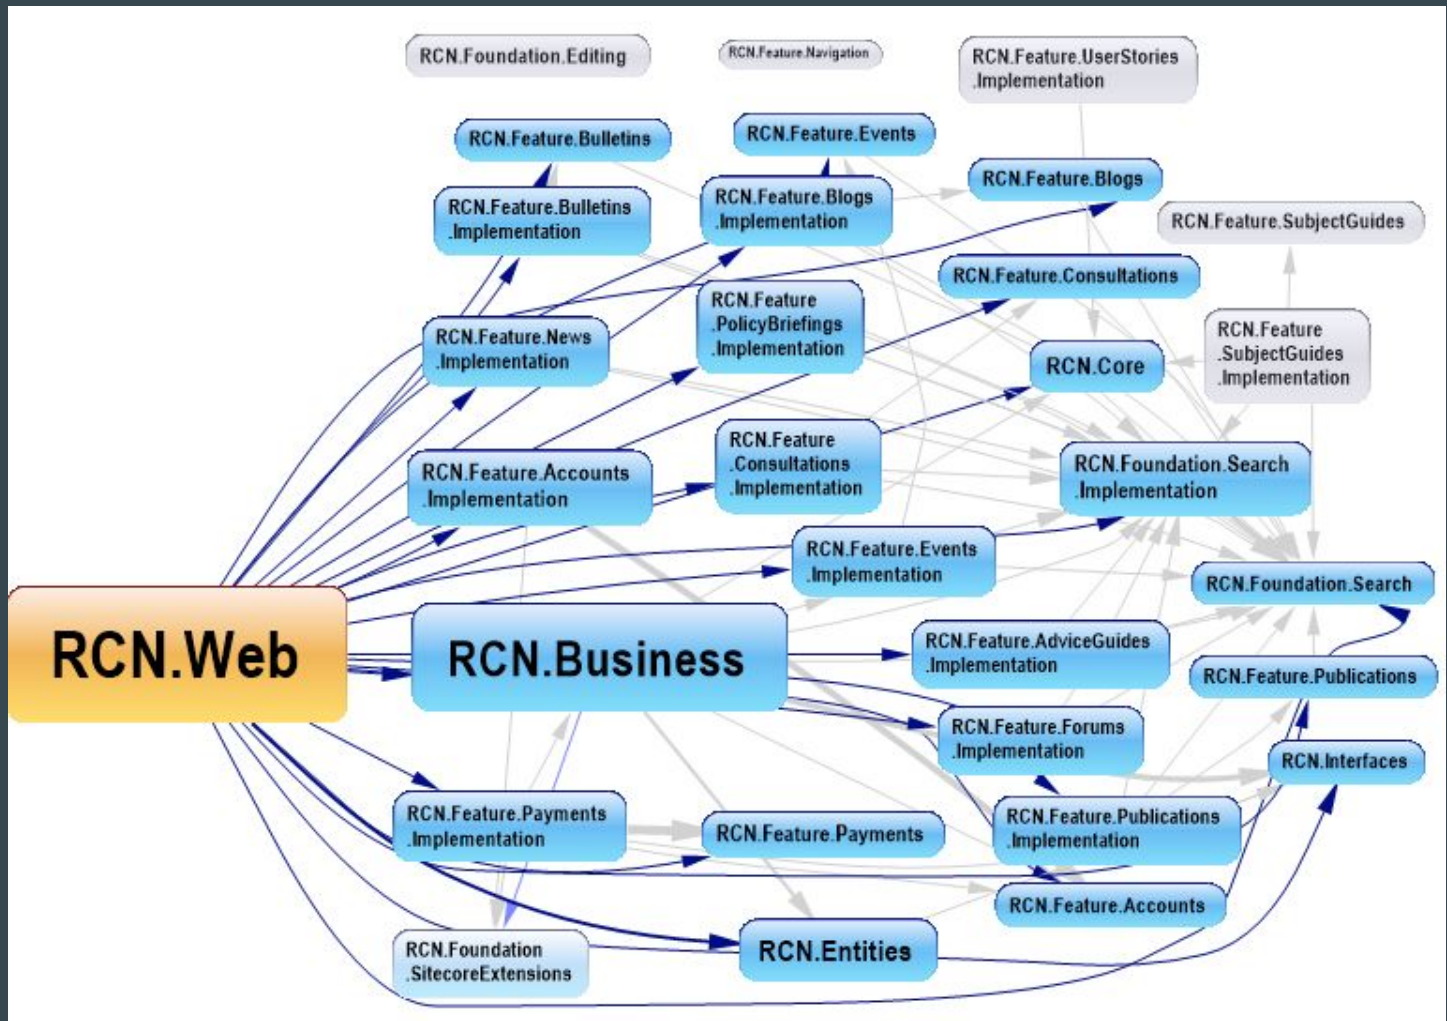 RCN.Foundation.Editing
RCN.Feature.Navigation
RCN.Feature.UserStories
.Implementation
RCN.Feature.Bulletins
RCN.Feature.Events
RCN.Feature.Blogs
RCN.Feature.Bulletins
.Implementation
RCN.Feature.Blogs
.Implementation
RCN.Feature.SubjectGuides
RCN.Feature.Consultations
RCN.Feature.News
.Implementation
RCN.Feature
.PolicyBriefings
.Implementation
RCN.Core
RCN.Feature
.SubjectGuides
.Implementation
RCN.Feature.Accounts
.Implementation
RCN.Feature
.Consultations
.Implementation
RCN.Foundation.Search
.Implementation
RCN.Feature.Events
.Implementation
RCN.Foundation.Search
RCN.Web
RCN.Business
RCN.Feature.AdviceGuides
.Implementation
RCN.Feature.Publications
RCN.Feature.Forums
.Implementation
RCN.Interfaces
RCN.Feature.Payments
.Implementation
RCN.Feature.Payments
RCN.Feature.Publications
.Implementation
RCN.Feature.Accounts
RCN.Foundation
.SitecoreExtensions
RCN.Entities